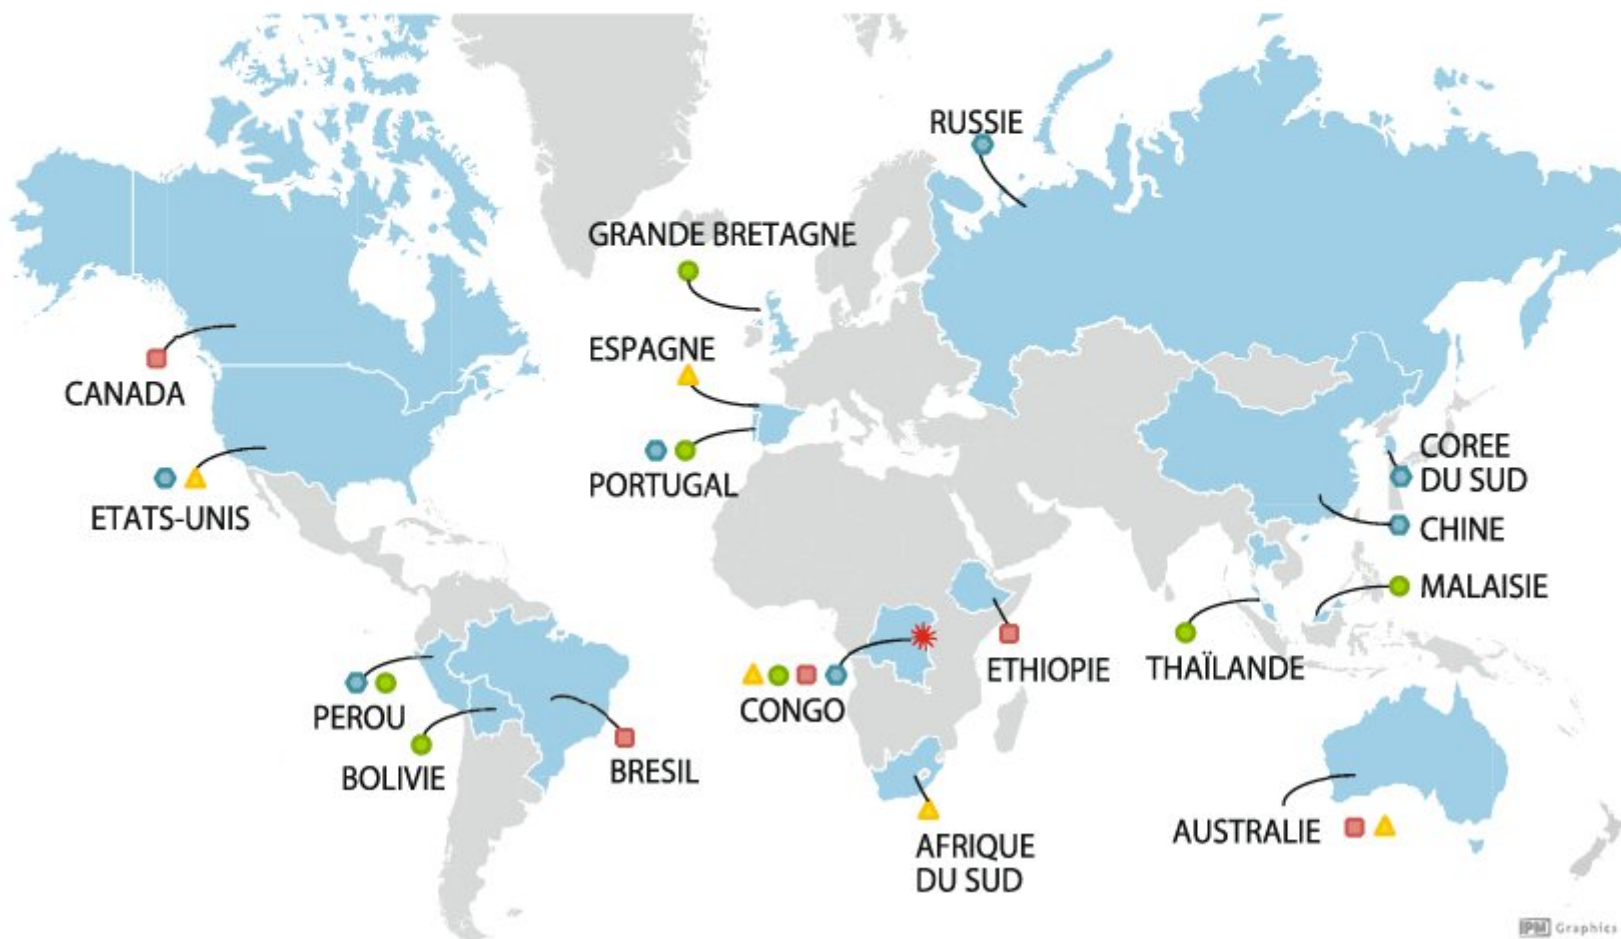 RUSSIE
GRANDE BRETAGNE
ESPAGNE
CANADA
PORTUGAL
ETATS-UNIS
COREE
DU SUD
CHINE
MALAISIE
THAÏLANDE
ETHIOPIE
CONGO
PEROU
BOLIVIE
BRESIL
AFRIQUE
DU SUD
AUSTRALIE
IPM Graphics